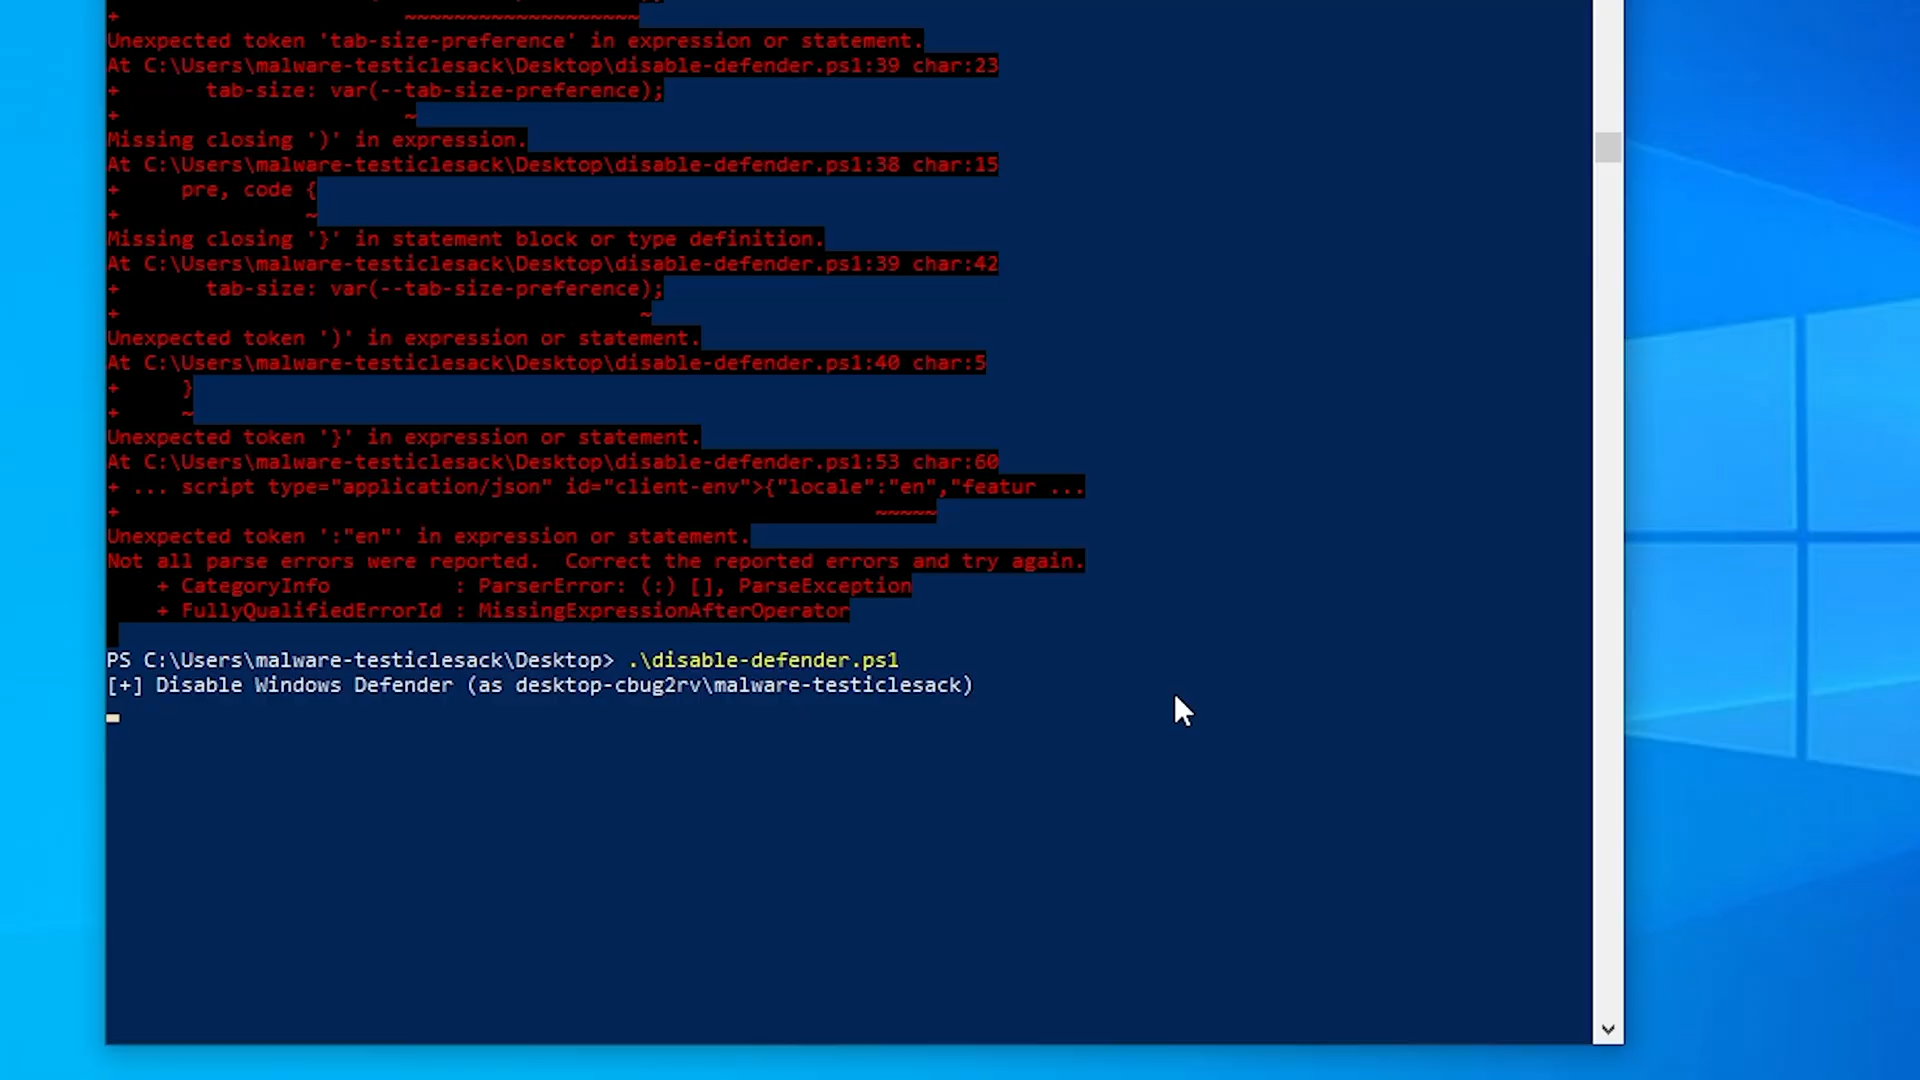 +                       ~~~~~~~~~~~~~~~~~~~
Unexpected token 'tab-size-preference' in expression or statement.
At C:\Users\malware-testiclesack\Desktop\disable-defender.ps1:39 char:23
+       tab-size: var(--tab-size-preference);
+                       ~
Missing closing ')' in expression.
At C:\Users\malware-testiclesack\Desktop\disable-defender.ps1:38 char:15
+     pre, code {
+               ~
Missing closing '}' in statement block or type definition.
At C:\Users\malware-testiclesack\Desktop\disable-defender.ps1:39 char:42
+       tab-size: var(--tab-size-preference);
+                                          ~
Unexpected token ')' in expression or statement.
At C:\Users\malware-testiclesack\Desktop\disable-defender.ps1:40 char:5
+     }
+     ~
Unexpected token '}' in expression or statement.
At C:\Users\malware-testiclesack\Desktop\disable-defender.ps1:53 char:60
+ ... script type="application/json" id="client-env">{"locale":"en","featur ...
+                                                             ~~~~~
Unexpected token ':"en"' in expression or statement.
Not all parse errors were reported.  Correct the reported errors and try again.
    + CategoryInfo          : ParserError: (:) [], ParseException
    + FullyQualifiedErrorId : MissingExpressionAfterOperator
PS C:\Users\malware-testiclesack\Desktop> .\disable-defender.ps1
[+] Disable Windows Defender (as desktop-cbug2rv\malware-testiclesack)